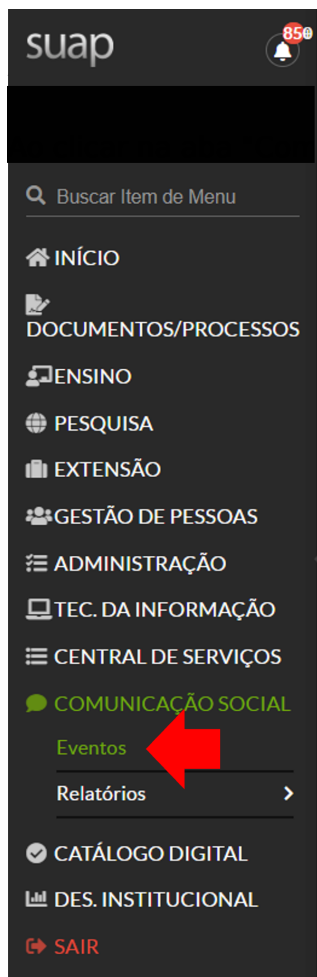 suap
850
Buscar Item de Menu
INÍCIO
DOCUMENTOS/PROCESSOS
ENSINO
PESQUISA
EXTENSÃO
GESTÃO DE PESSOAS
ADMINISTRAÇÃO
TEC. DA INFORMAÇÃO
CENTRAL DE SERVIÇOS
COMUNICAÇÃO SOCIAL
Eventos
Relatórios
CATÁLOGO DIGITAL
DES. INSTITUCIONAL
SAIR